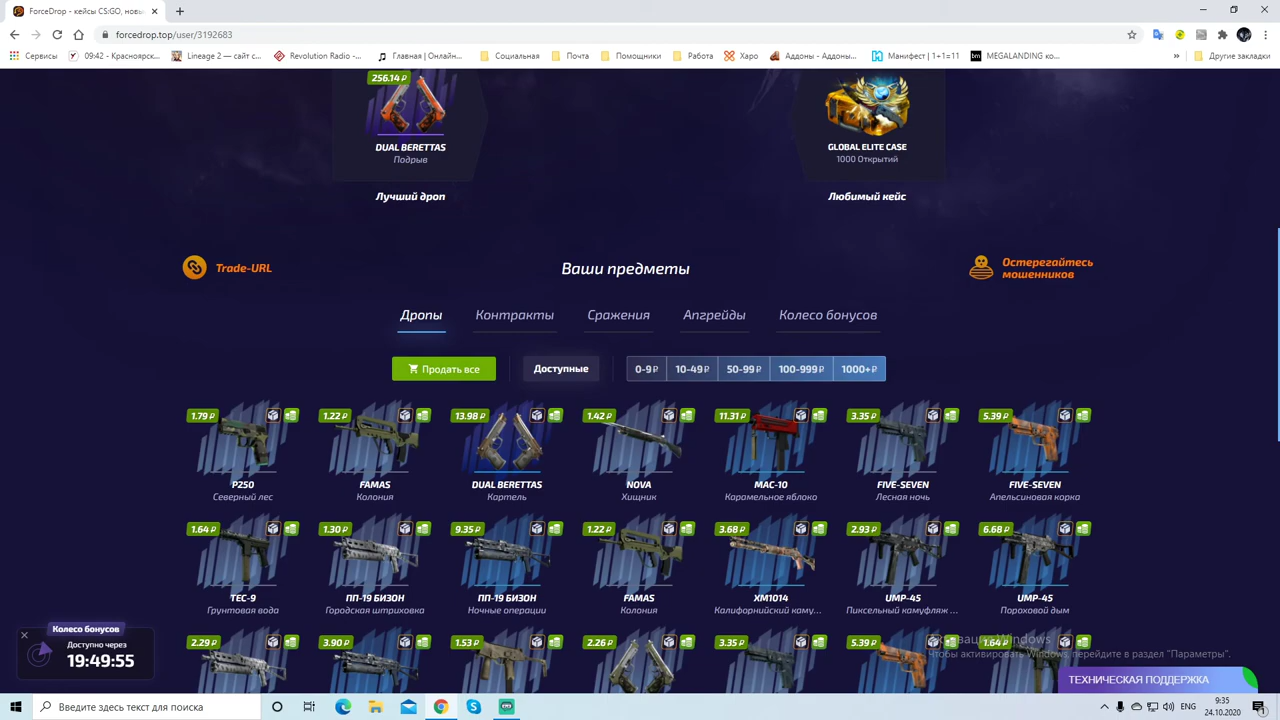 ForceDrop - кейсы CS:GO, новы
forcedrop.top/user/3192683
Сервисы
09:42 - Красноярск...
Lineage 2 — сайт с...
Revolution Radio -...
Главная | Онлайн...
Социальная
Почта
Помощники
Работа
Харо
Аддоны - Аддоны...
Манифест | 1+1=11
MEGALANDING ко...
»
Другие закладки
256.14 ₽
DUAL BERETTAS
Подрыв
Лучший дроп
GLOBAL ELITE CASE
1000 Открытий
Любимый кейс
Trade-URL
Ваши предметы
Остерегайтесь
мошенников
Дропы
Контракты
Сражения
Апгрейды
Колесо бонусов
Продать все
Доступные
0-9₽
10-49₽
50-99₽
100-999₽
1000+₽
1.79 ₽
1.22 ₽
13.98 ₽
1.42 ₽
11.31 ₽
3.35 ₽
5.39 ₽
P250
FAMAS
DUAL BERETTAS
NOVA
MAC-10
FIVE-SEVEN
FIVE-SEVEN
Северный лес
Колония
Картель
Хищник
Карамельное яблоко
Лесная ночь
Апельсиновая карка
1.64 ₽
1.30 ₽
9.35 ₽
1.22 ₽
3.68 ₽
2.93 ₽
6.68 ₽
TEC-9
ПП-19 БИЗОН
ПП-19 БИЗОН
FAMAS
XM1014
UMP-45
UMP-45
Грунтовая вода
Городская штриховка
Ночные операции
Колония
Калифорнийский каму...
Пиксельный камуфляж ...
Пороховой дым
2.29 ₽
3.90 ₽
1.53 ₽
2.26 ₽
3.35 ₽
5.39 ₽
1.64 ₽
Колесо бонусов
Доступно через
19:49:55
Windows
Чтобы активировать Windows, перейдите в раздел "Параметры".
ТЕХНИЧЕСКАЯ ПОДДЕРЖКА
Введите здесь текст для поиска
ENG
9:35
24.10.2020
1